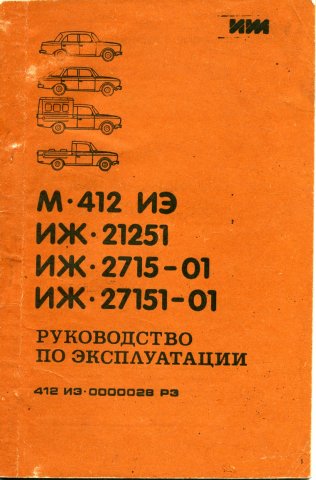 ИЖ
М·412 ИЭ
ИЖ·21251
ИЖ·2715-01
ИЖ·27151-01
РУКОВОДСТВО
ПО ЭКСПЛУАТАЦИИ
412 ИЭ·0000028 РЭ